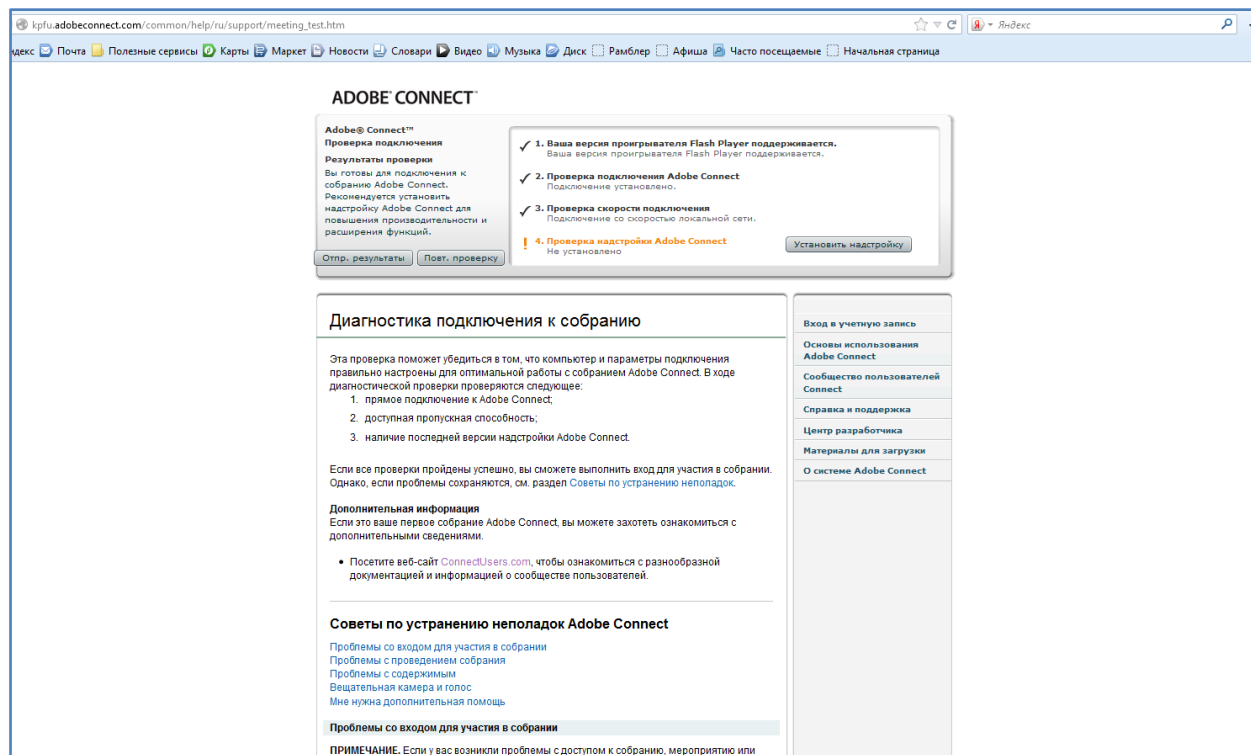 kpfu.adobeconnect.com/common/help/ru/support/meeting_test.htm
Яндекс
Почта Полезные сервисы Карты Маркет Новости Словари Видео Музыка Диск Рамблер Афиша Часто посещаемые Начальная страница
ADOBE® CONNECT™
Adobe® Connect™
Проверка подключения
Результаты проверки
Вы готовы для подключения к
собранию Adobe Connect.
Рекомендуется установить
надстройку Adobe Connect для
повышения производительности и
расширения функций.
Отпр. результаты Повт. проверку
1. Ваша версия проигрывателя Flash Player поддерживается.
Ваша версия проигрывателя Flash Player поддерживается.
2. Проверка подключения Adobe Connect
Подключение установлено.
3. Проверка скорости подключения
Подключение со скоростью локальной сети.
! 4. Проверка надстройки Adobe Connect
Не установлено
Установить надстройку
Диагностика подключения к собранию
Эта проверка поможет убедиться в том, что компьютер и параметры подключения
правильно настроены для оптимальной работы с собранием Adobe Connect. В ходе
диагностической проверки проверяются следующее:
1. прямое подключение к Adobe Connect;
2. доступная пропускная способность;
3. наличие последней версии надстройки Adobe Connect.
Если все проверки пройдены успешно, вы сможете выполнить вход для участия в собрании.
Однако, если проблемы сохраняются, см. раздел Советы по устранению неполадок.
Дополнительная информация
Если это ваше первое собрание Adobe Connect, вы можете захотеть ознакомиться с
дополнительными сведениями.
• Посетите веб-сайт ConnectUsers.com, чтобы ознакомиться с разнообразной
документацией и информацией о сообществе пользователей.
Советы по устранению неполадок Adobe Connect
Проблемы со входом для участия в собрании
Проблемы с проведением собрания
Проблемы с содержимым
Вещательная камера и голос
Мне нужна дополнительная помощь
Проблемы со входом для участия в собрании
ПРИМЕЧАНИЕ. Если у вас возникли проблемы с доступом к собранию, мероприятию или
Вход в учетную запись
Основы использования
Adobe Connect
Сообщество пользователей
Connect
Справка и поддержка
Центр разработчика
Материалы для загрузки
О системе Adobe Connect